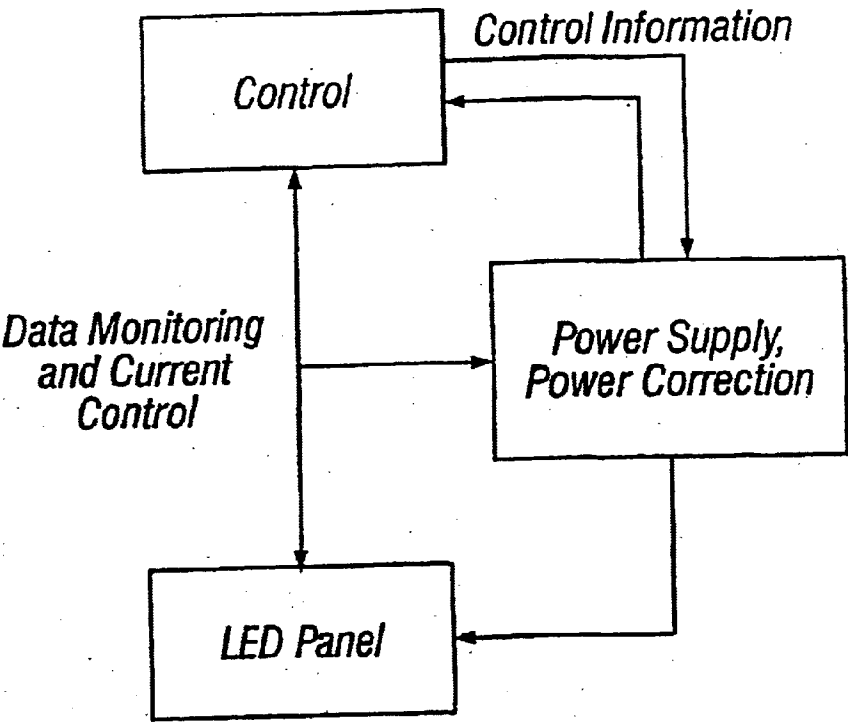 Control Information
Control
Data Monitoring
and Current
Control
Power Supply,
Power Correction
LED Panel